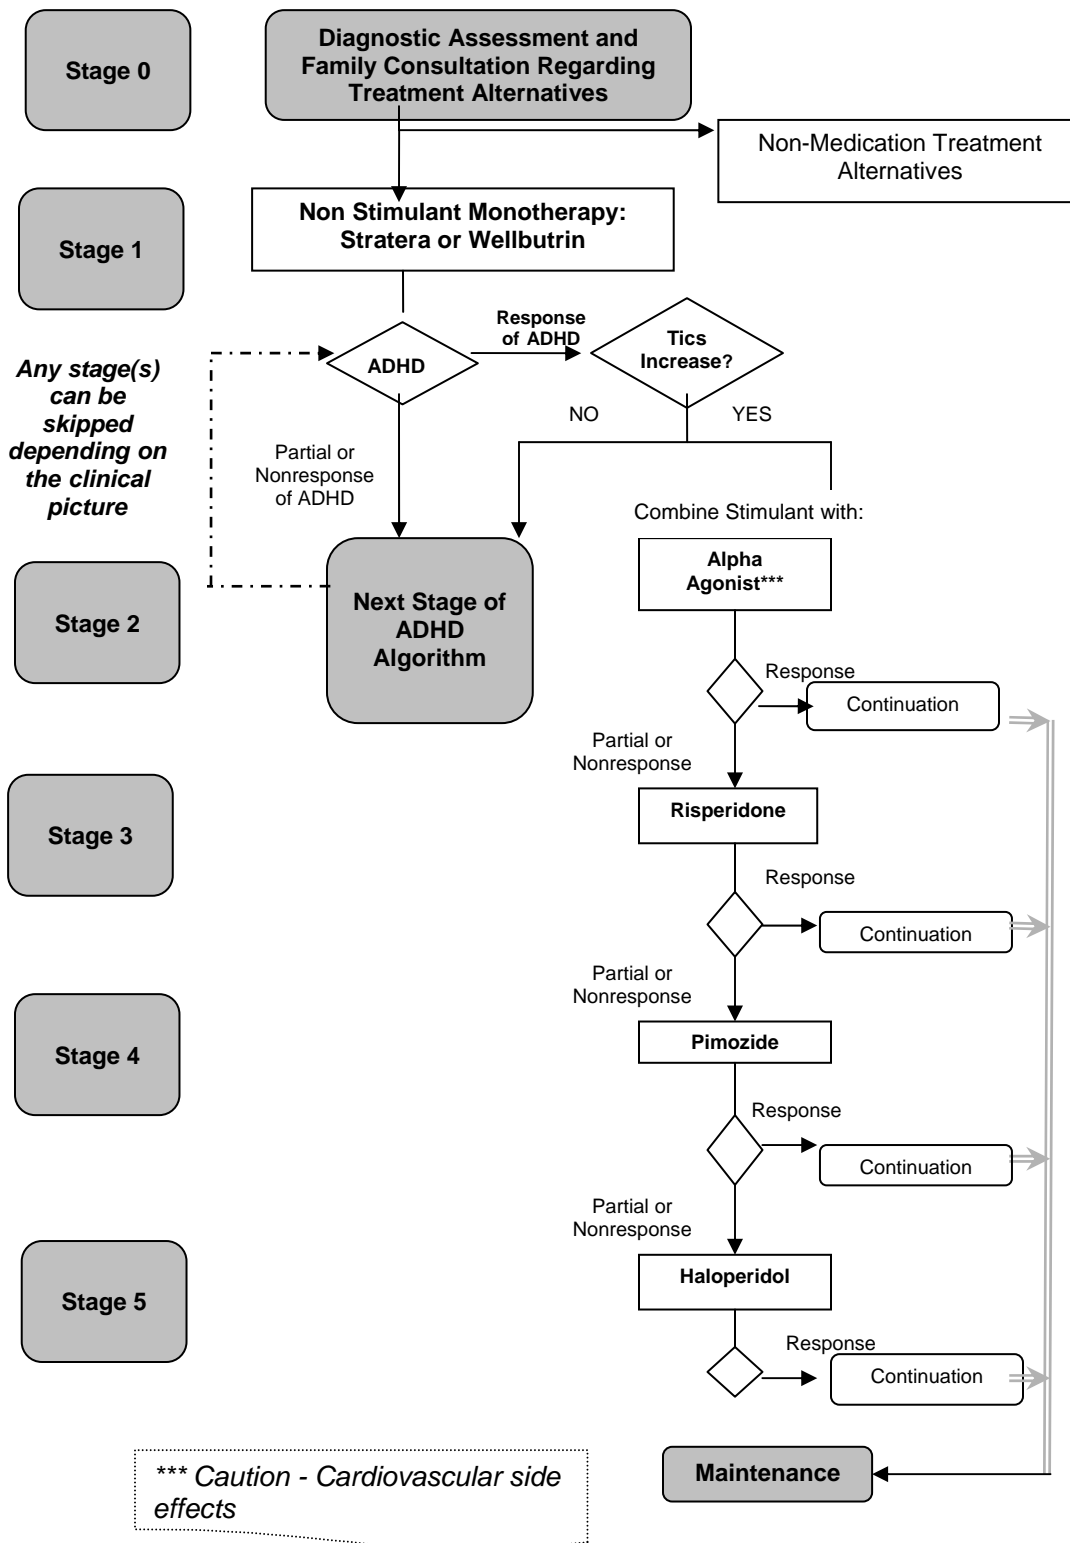 Stage 0
Diagnostic Assessment and
Family Consultation Regarding
Treatment Alternatives
Non-Medication Treatment
Alternatives
Stage 1
Non Stimulant Monotherapy:
Stratera or Wellbutrin
Any stage(s)
can be
skipped
depending on
the clinical
picture
ADHD
Response
of ADHD
Tics
Increase?
NO
YES
Partial or
Nonresponse
of ADHD
Combine Stimulant with:
Stage 2
Next Stage of
ADHD
Algorithm
Alpha
Agonist***
Response
Continuation
Partial or
Nonresponse
Stage 3
Risperidone
Response
Continuation
Partial or
Nonresponse
Stage 4
Pimozide
Response
Continuation
Partial or
Nonresponse
Stage 5
Haloperidol
Response
Continuation
Maintenance
*** Caution - Cardiovascular side
effects